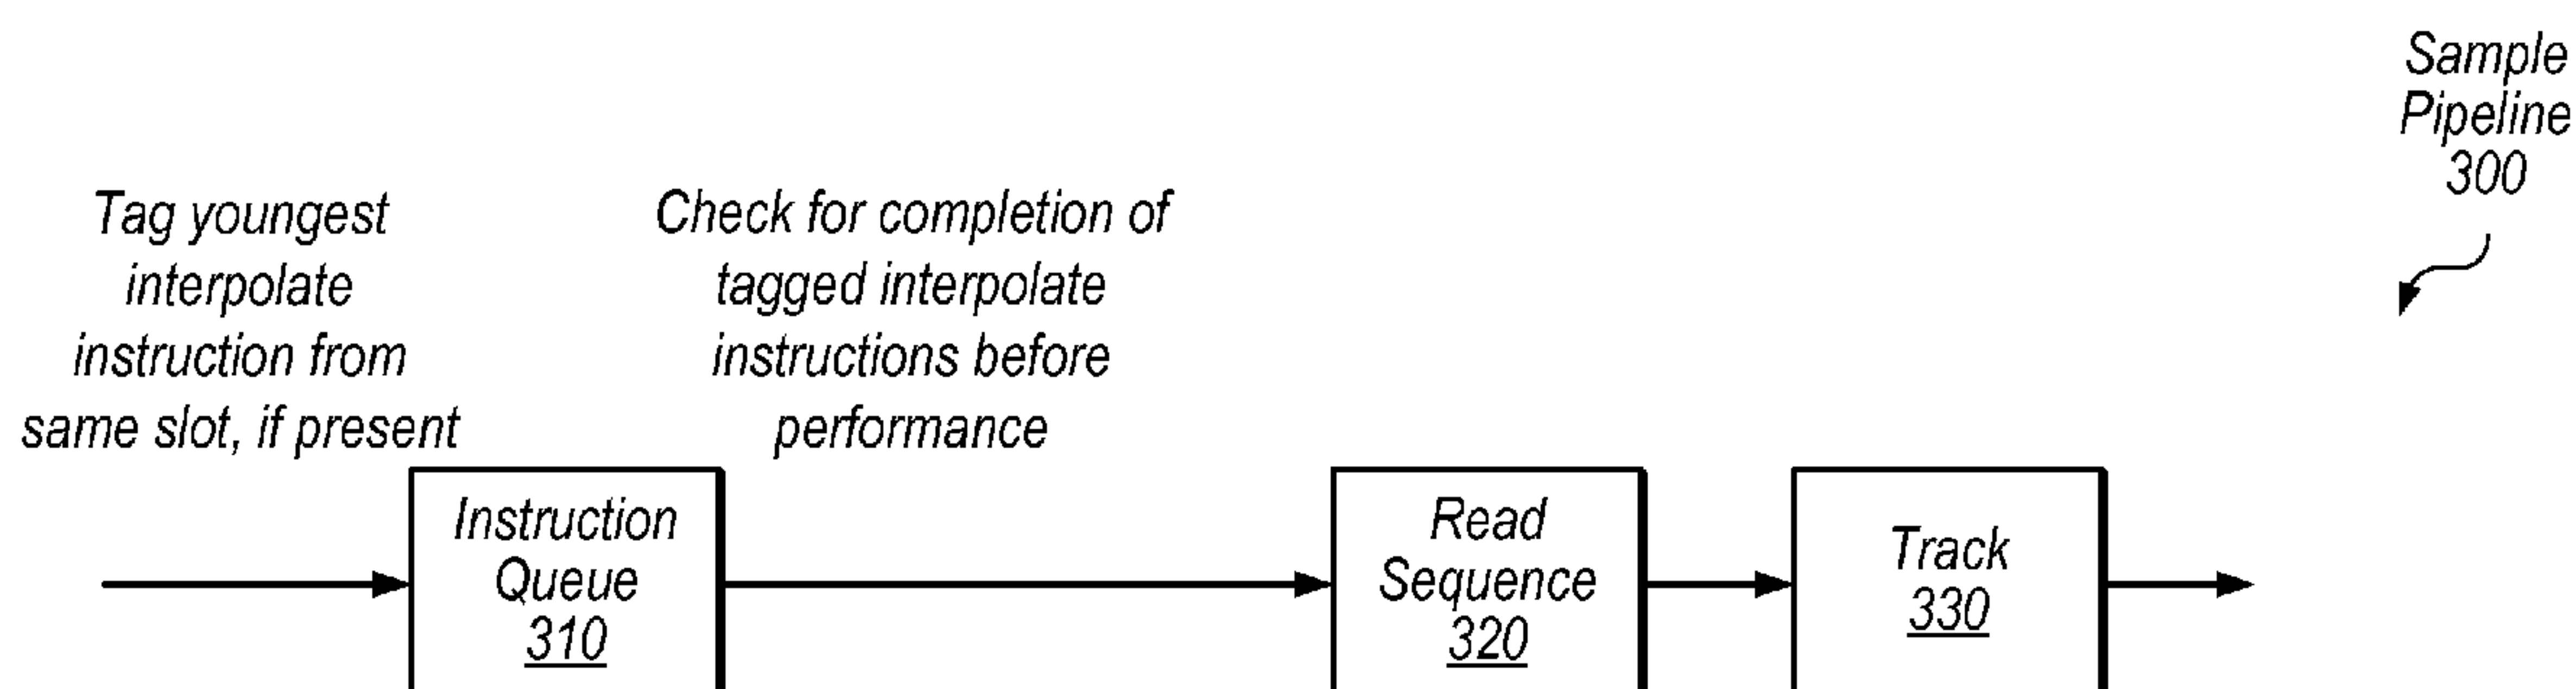 Sample
Pipeline
300
Tag youngest
interpolate
instruction from
same slot, if present
Check for completion of
tagged interpolate
instructions before
performance
Instruction
Queue
310
Read
Sequence
320
Track
330